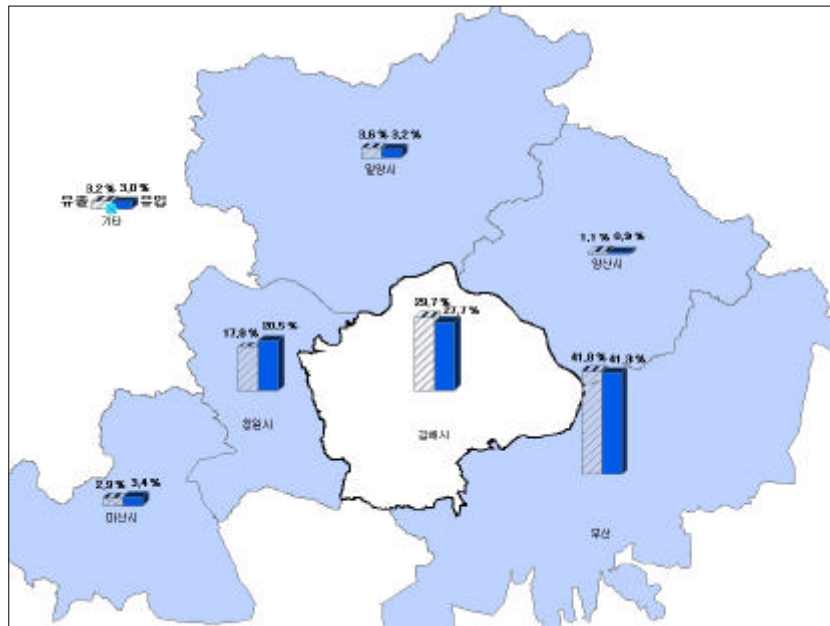 3.6 % 3.2 %
밀양시
3.2 % 3.0 %
유출 유입
기타
1.1 % 0.9 %
양산시
29.7 % 27.7 %
김해시
17.8 % 20.5 %
창원시
41.8 % 41.3 %
부산
2.9 % 3.4 %
마산시